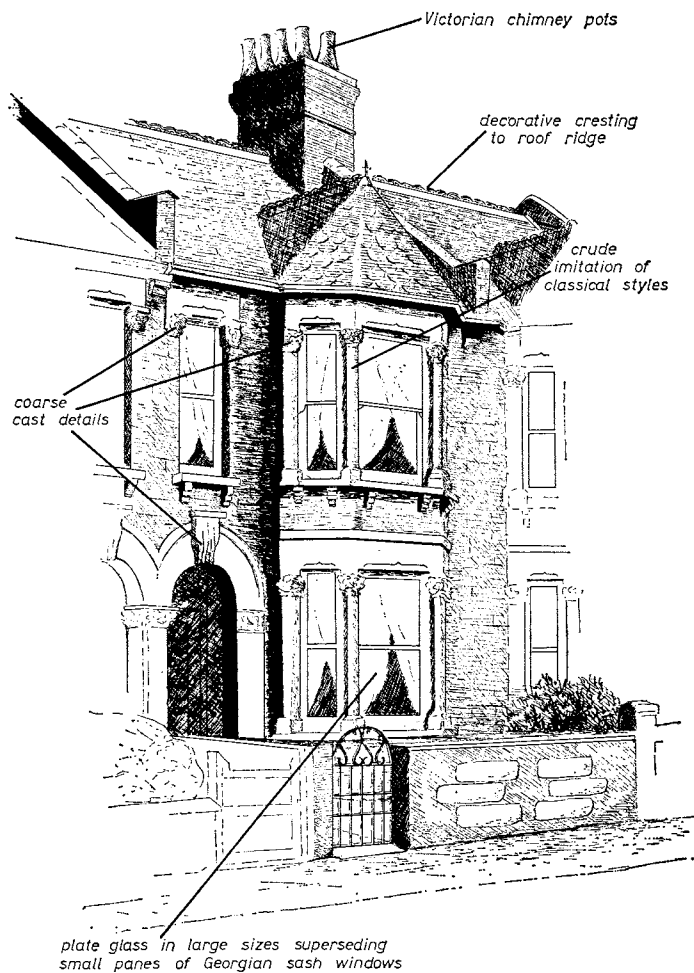 Victorian chimney pots
decorative cresting
to roof ridge
crude
imitation of
classical styles
coarse
cast details
plate glass in large sizes superseding
small panes of Georgian sash windows